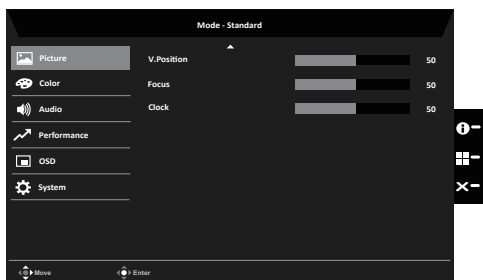 Mode - Standard
Picture
V.Position 50
Color
Focus 50
Audio
Clock 50
Performance
OSD
System
Move
Enter